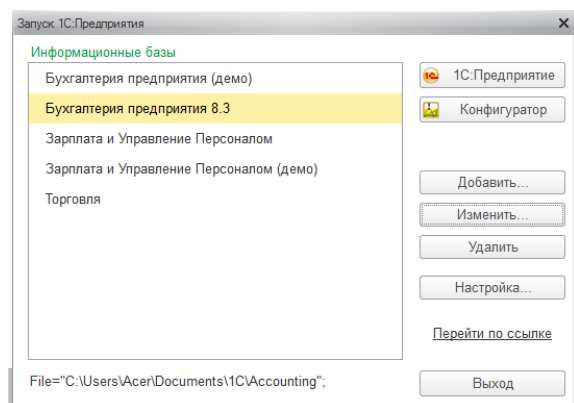 Запуск 1С:Предприятия
Информационные базы
Бухгалтерия предприятия (демо)
Бухгалтерия предприятия 8.3
Зарплата и Управление Персоналом
Зарплата и Управление Персоналом (демо)
Торговля
1С:Предприятие
Конфигуратор
Добавить...
Изменить...
Удалить
Настройка...
Перейти по ссылке
File="C:\Users\Acer\Documents\1C\Accounting";
Выход